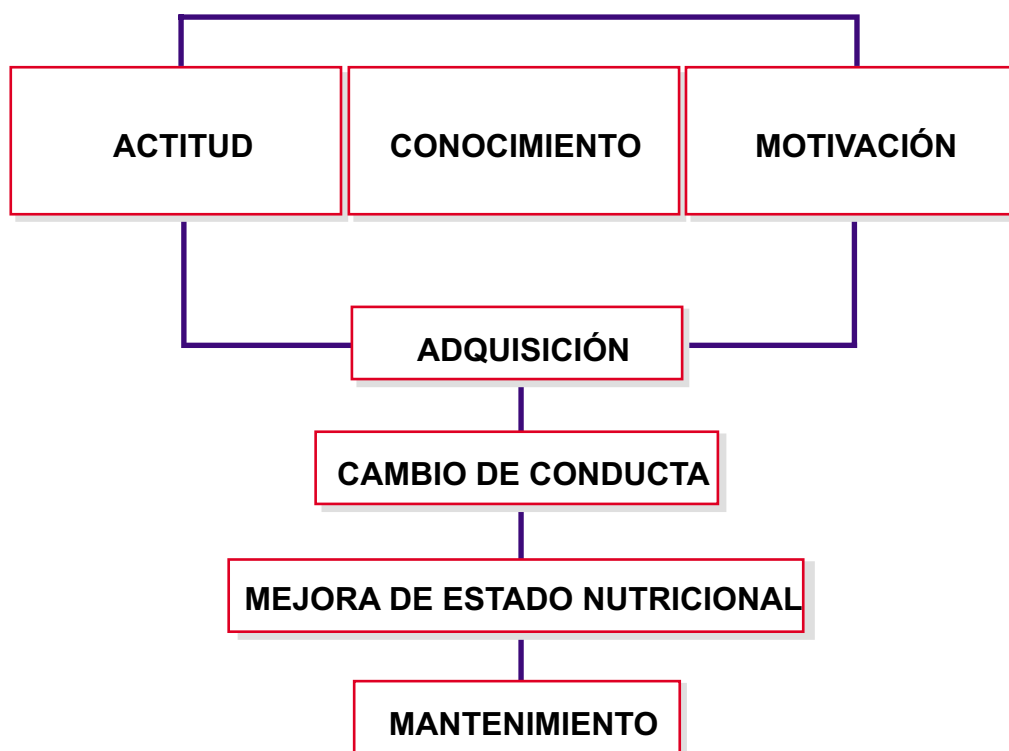 ACTITUD
CONOCIMIENTO
MOTIVACIÓN
ADQUISICIÓN
CAMBIO DE CONDUCTA
MEJORA DE ESTADO NUTRICIONAL
MANTENIMIENTO